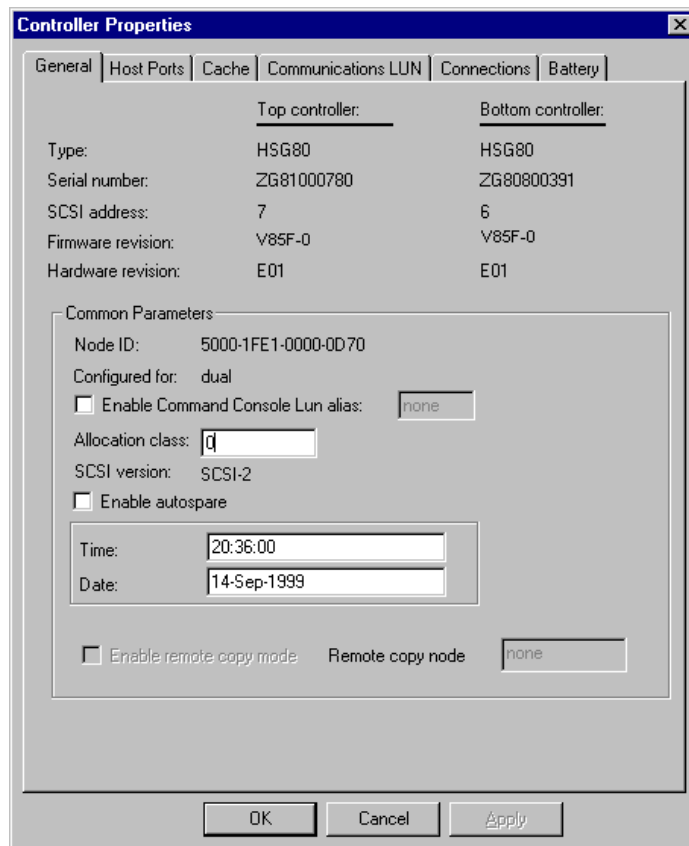 Controller Properties
General Host Ports Cache Communications LUN Connections Battery
Top controller: Bottom controller:
Type: HSG80 HSG80
Serial number: ZG81000780 ZG80800391
SCSI address: 7 6
Firmware revision: V85F-0 V85F-0
Hardware revision: E01 E01
Common Parameters
Node ID: 5000-1FE1-0000-0D70
Configured for: dual
Enable Command Console Lun alias: none
Allocation class: 0
SCSI version: SCSI-2
Enable autospare
Time: 20:36:00
Date: 14-Sep-1999
Enable remote copy mode Remote copy node none
OK Cancel Apply